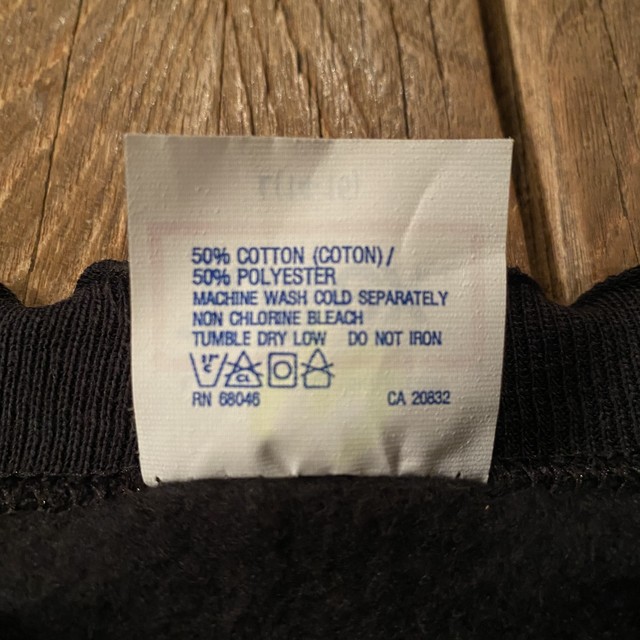 50% COTTON (COTON)/
50% POLYESTER
MACHINE WASH COLD SEPARATELY
NON CHLORINE BLEACH
TUMBLE DRY LOW DO NOT IRON
CL
RN 68046 CA 20832